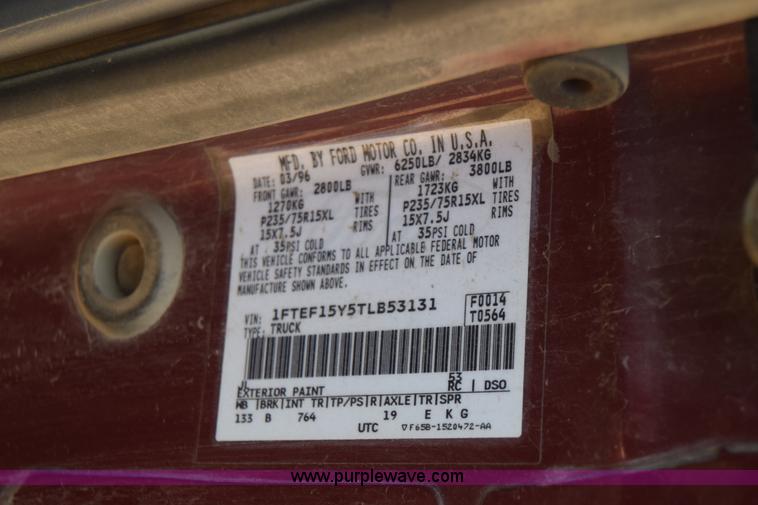 MFD. BY FORD MOTOR CO. IN U.S.A.
DATE: 03/96 GVWR: 6250LB/ 2834KG
FRONT GAWR: 2800LB REAR GAWR: 3800LB
1270KG WITH 1723KG WITH
P235/75R15XL TIRES P235/75R15XL TIRES
15X7.5J RIMS 15X7.5J RIMS
AT 35PSI COLD AT 35PSI COLD
THIS VEHICLE CONFORMS TO ALL APPLICABLE FEDERAL MOTOR
VEHICLE SAFETY STANDARDS IN EFFECT ON THE DATE OF
MANUFACTURE SHOWN ABOVE.
VIN: 1FTEF15Y5TLB53131 F0014
TYPE: TRUCK T0564
JL 53
EXTERIOR PAINT RC DSO
WB BRK INT TR TP/PS R AXLE TR SPR
133 B 764 19 E K G
UTC ▽F65B-1520472-AA
www.purplewave.com